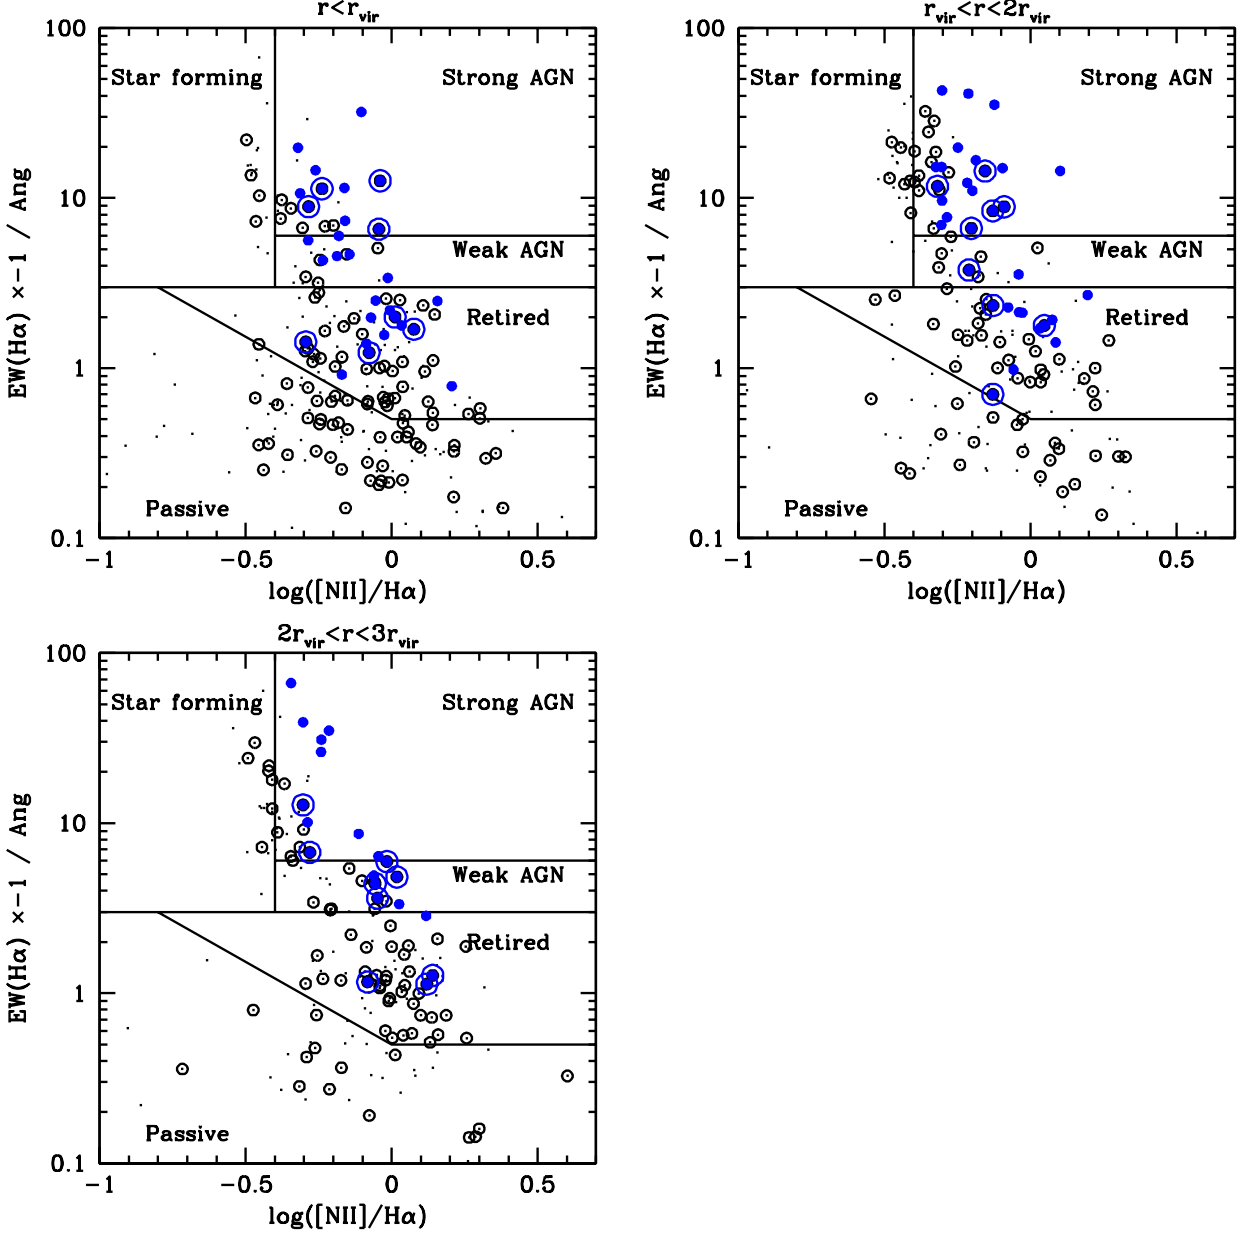 r<r_vir
100
10
1
0.1
EW(Hα) ×−1 / Ang
Star forming
Strong AGN
Weak AGN
Retired
Passive
−1 −0.5 0 0.5
log([NII]/Hα)
r_vir<r<2r_vir
100
10
1
0.1
EW(Hα) ×−1 / Ang
Star forming
Strong AGN
Weak AGN
Retired
Passive
−1 −0.5 0 0.5
log([NII]/Hα)
2r_vir<r<3r_vir
100
10
1
0.1
EW(Hα) ×−1 / Ang
Star forming
Strong AGN
Weak AGN
Retired
Passive
−1 −0.5 0 0.5
log([NII]/Hα)